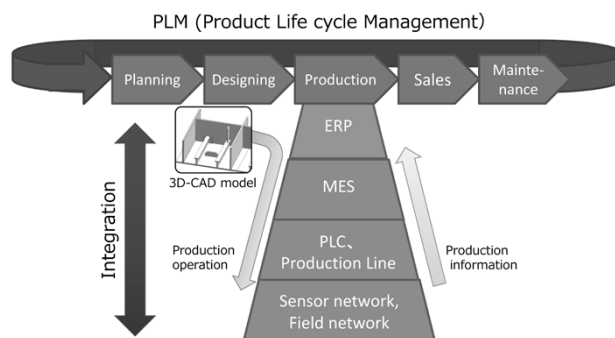 PLM (Product Life cycle Management）
Planning
Designing
Production
Sales
Mainte-
nance
ERP
3D-CAD model
MES
Integration
Production
operation
PLC、
Production Line
Production
information
Sensor network,
Field network